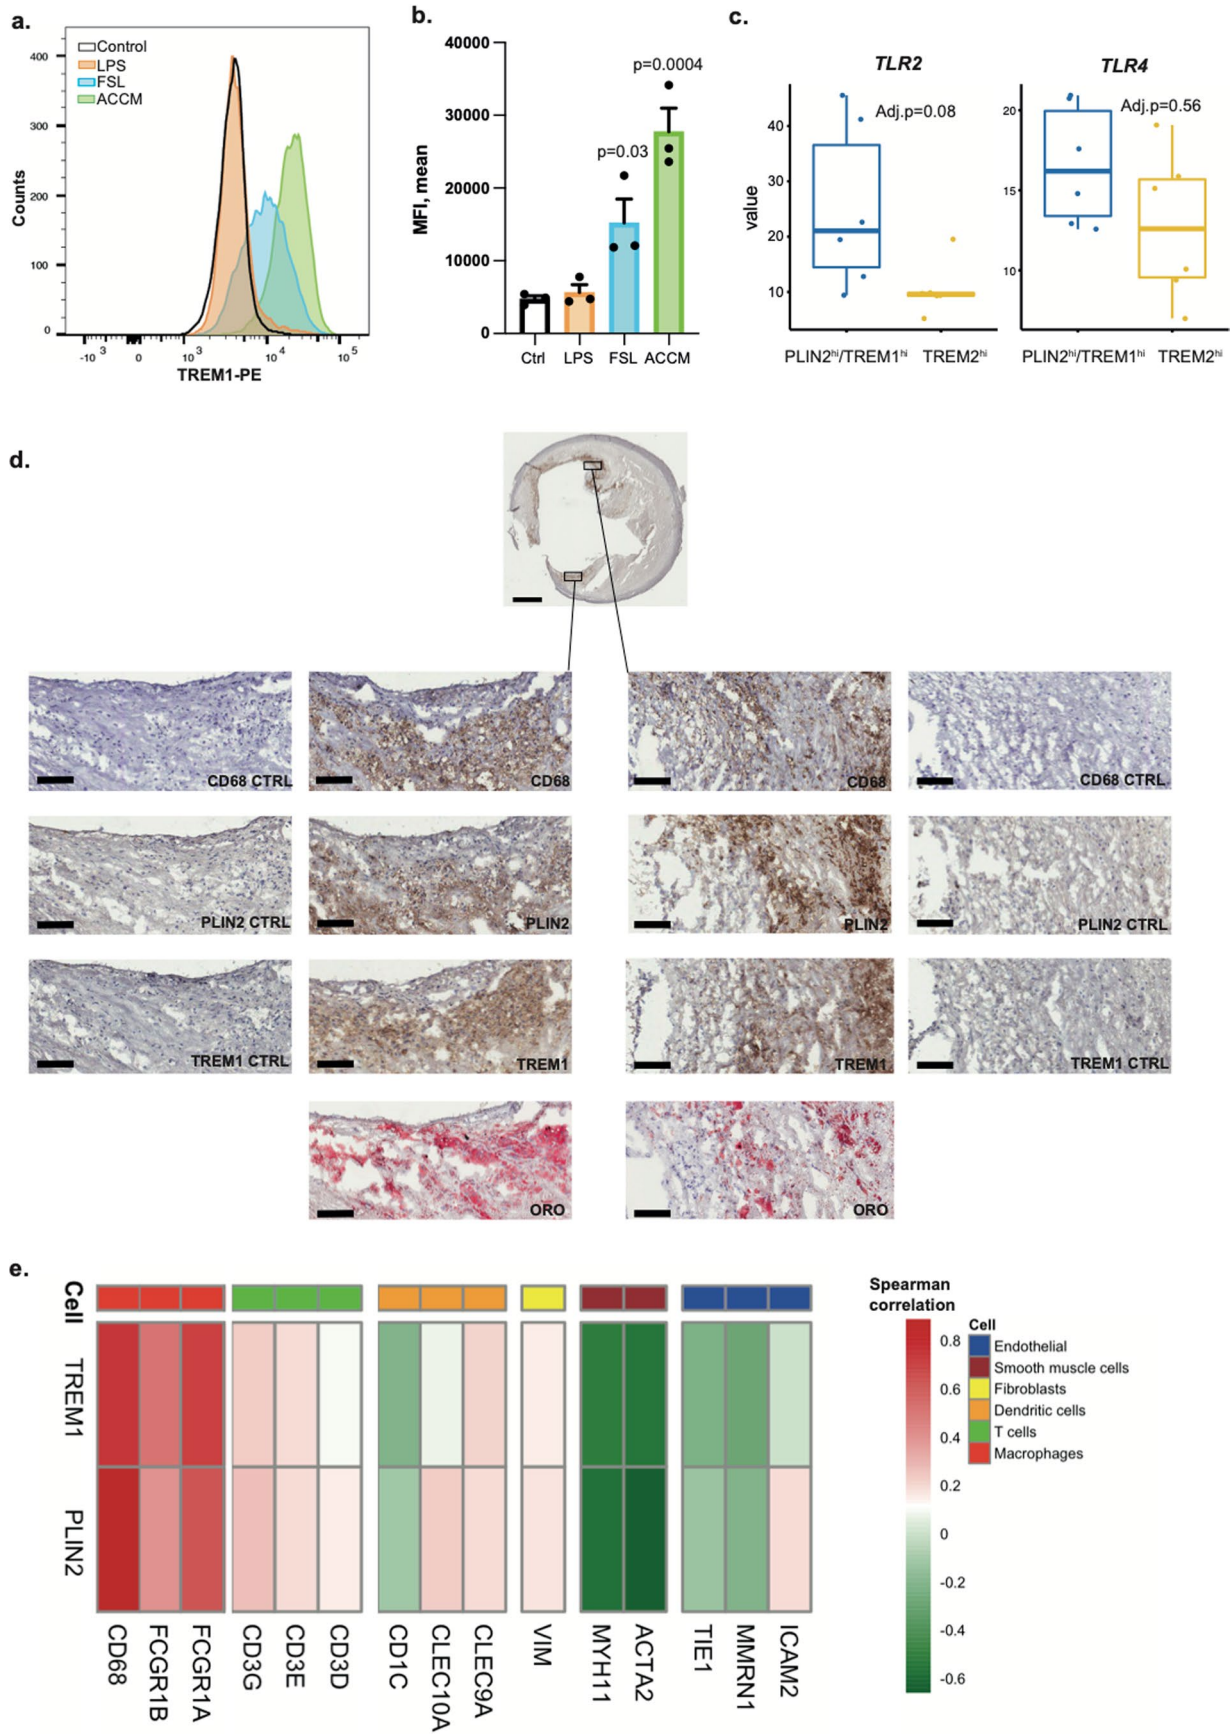 a.
Control
LPS
FSL
ACCM
400
300
200
100
0
Counts
-10 3
0
10 3
10 4
10 5
TREM1-PE
b.
40000
30000
20000
10000
0
MFI, mean
p=0.03
p=0.0004
Ctrl
LPS
FSL
ACCM
c.
TLR2
Adj.p=0.08
value
40
30
20
10
PLIN2hi/TREM1hi
TREM2hi
TLR4
Adj.p=0.56
20
15
10
PLIN2hi/TREM1hi
TREM2hi
d.
CD68 CTRL
CD68
CD68
CD68 CTRL
PLIN2 CTRL
PLIN2
PLIN2
PLIN2 CTRL
TREM1 CTRL
TREM1
TREM1
TREM1 CTRL
ORO
ORO
e.
Cell
TREM1
PLIN2
CD68
FCGR1B
FCGR1A
CD3G
CD3E
CD3D
CD1C
CLEC10A
CLEC9A
VIM
MYH11
ACTA2
TIE1
MMRN1
ICAM2
Spearman
correlation
0.8
0.6
0.4
0.2
0
-0.2
-0.4
-0.6
Cell
Endothelial
Smooth muscle cells
Fibroblasts
Dendritic cells
T cells
Macrophages